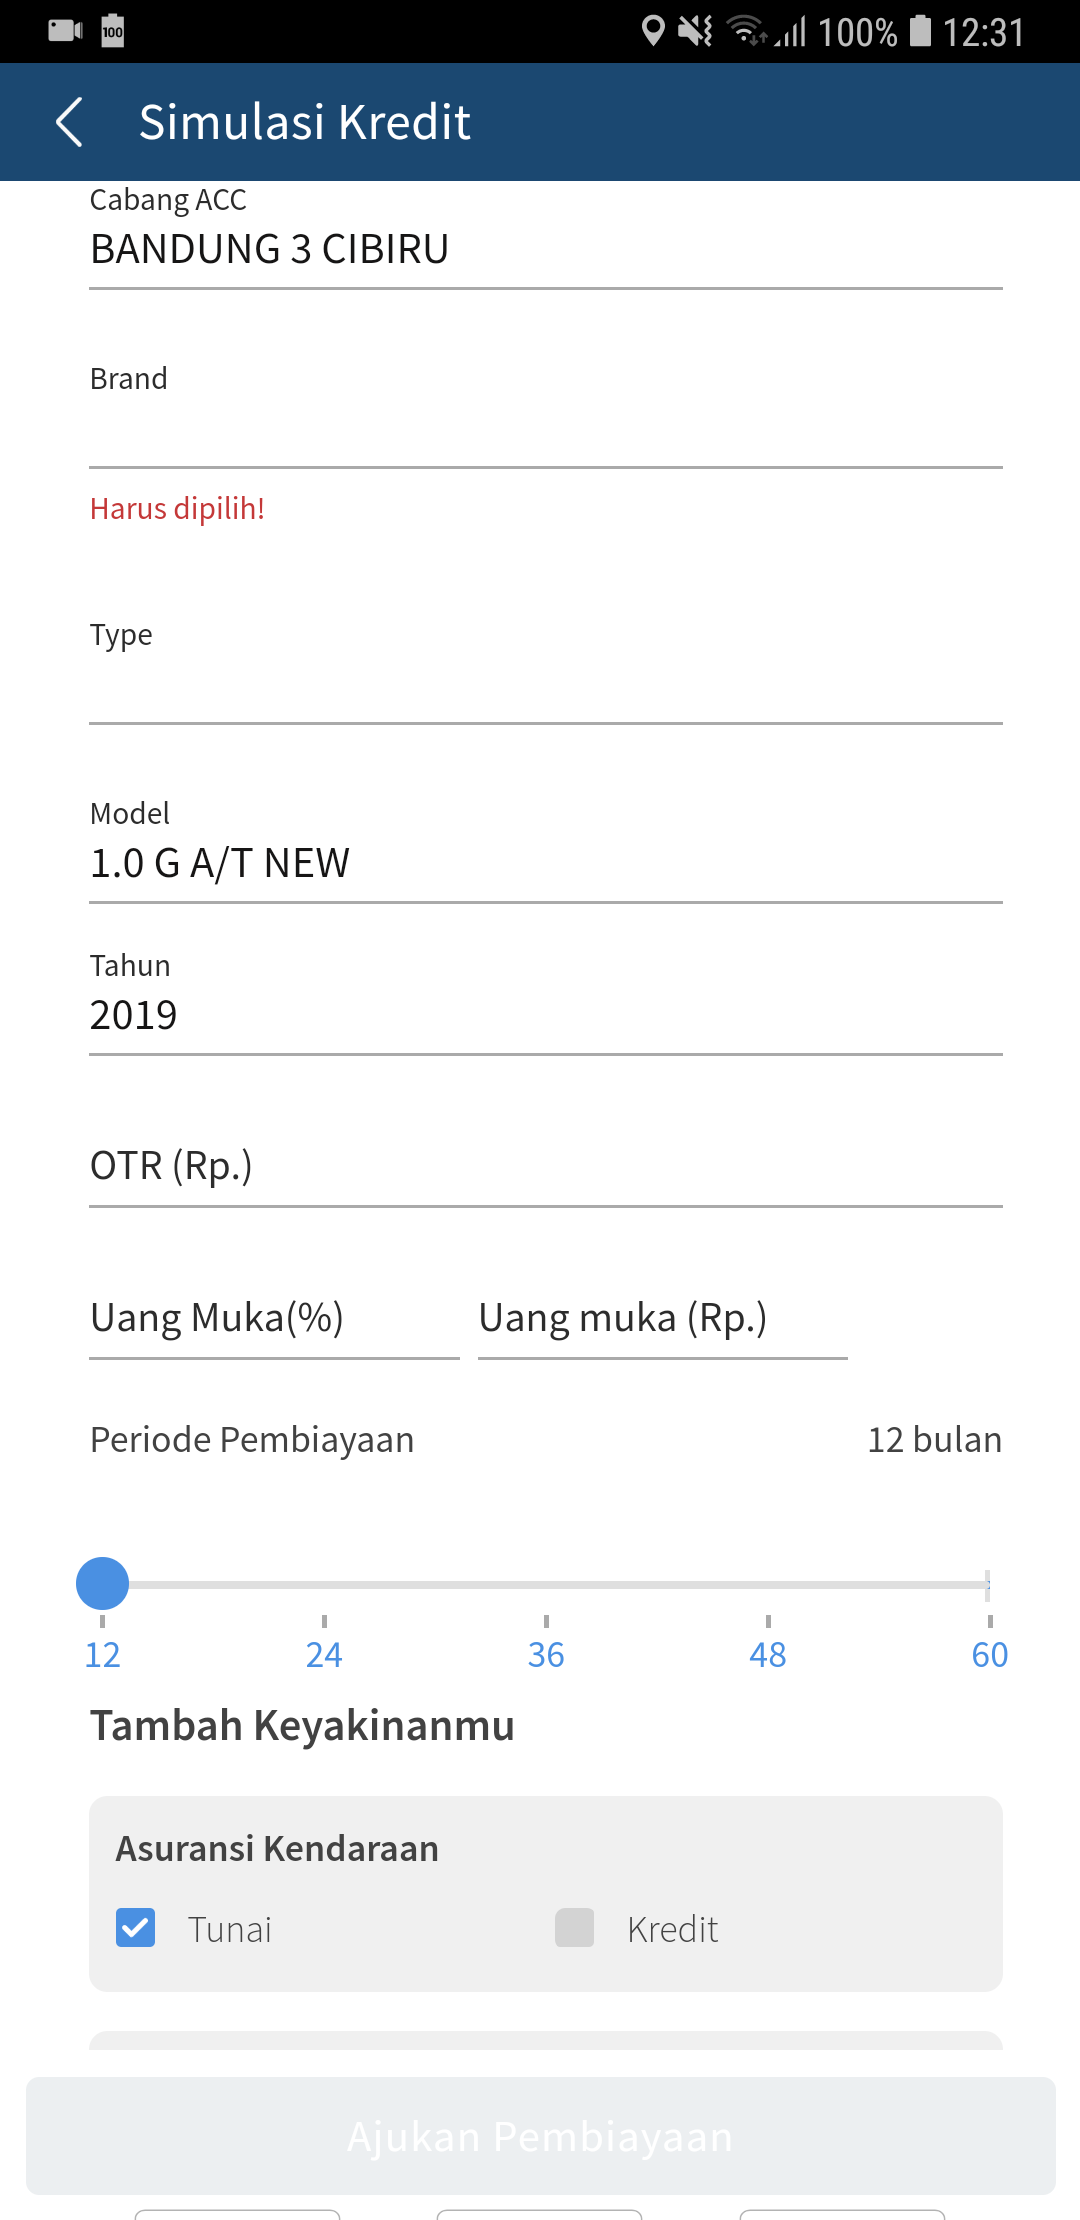 100 100% 12:31
Simulasi Kredit
Cabang ACC
BANDUNG 3 CIBIRU
Brand
Harus dipilih!
Type
Model
1.0 G A/T NEW
Tahun
2019
OTR (Rp.)
Uang Muka(%) Uang muka (Rp.)
Periode Pembiayaan 12 bulan
12 24 36 48 60
Tambah Keyakinanmu
Asuransi Kendaraan
Tunai Kredit
Ajukan Pembiayaan